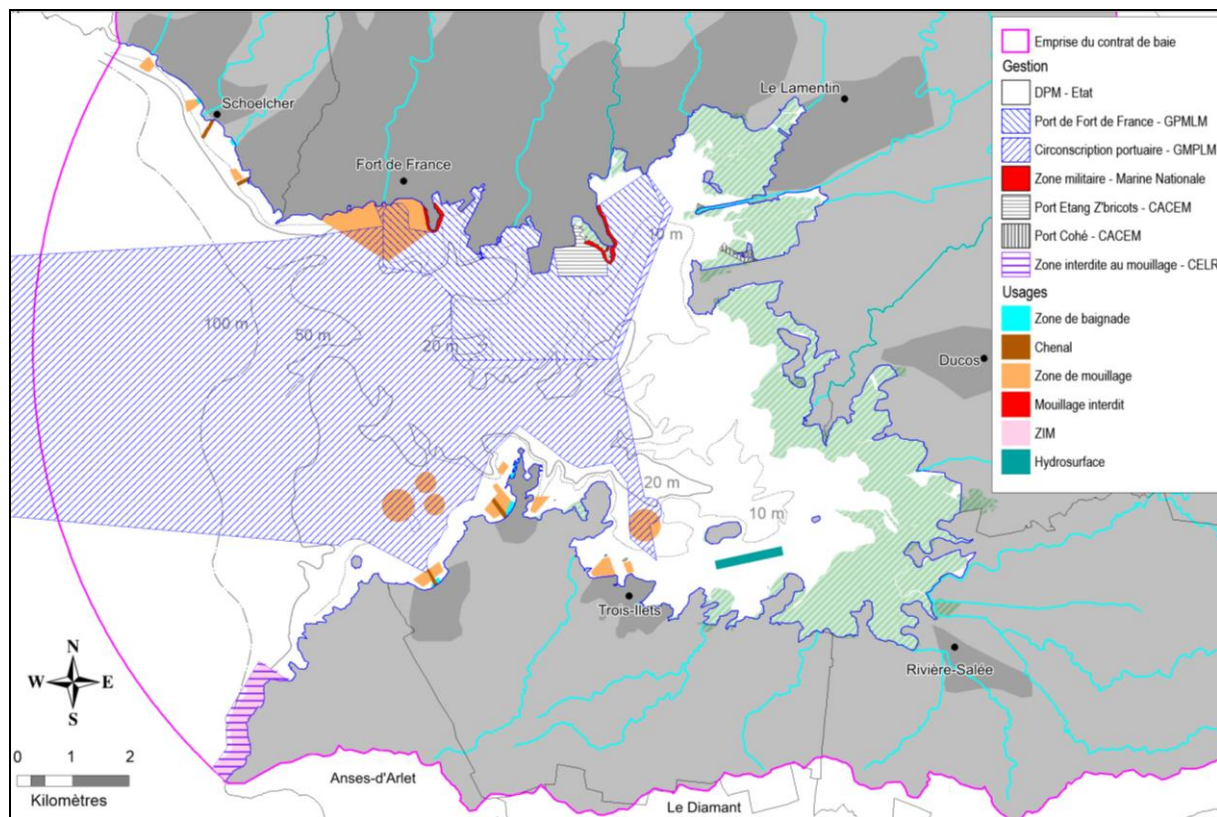 Emprise du contrat de baie
Gestion
DPM - Etat
Port de Fort de France - GPMLM
Circonscription portuaire - GMPLM
Zone militaire - Marine Nationale
Port Etang Z'bricots - CACEM
Port Cohé - CACEM
Zone interdite au mouillage - CELR
Usages
Zone de baignade
Chenal
Zone de mouillage
Mouillage interdit
ZIM
Hydrosurface
Le Lamentin
Schoelcher
Fort de France
10 m
100 m
50 m
20 m
Ducos
20 m
10 m
Trois-Ilets
Rivière-Salée
N
W E
S
0 1 2
Kilomètres
Anses-d'Arlet
Le Diamant